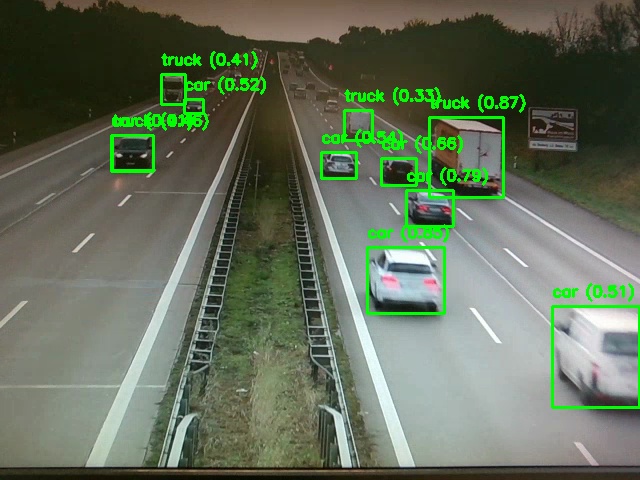 truck (0.41)
car (0.52)
truck (0.33)
truck (0.87)
car (0.54)
car (0.66)
car (0.79)
car (0.85)
car (0.51)